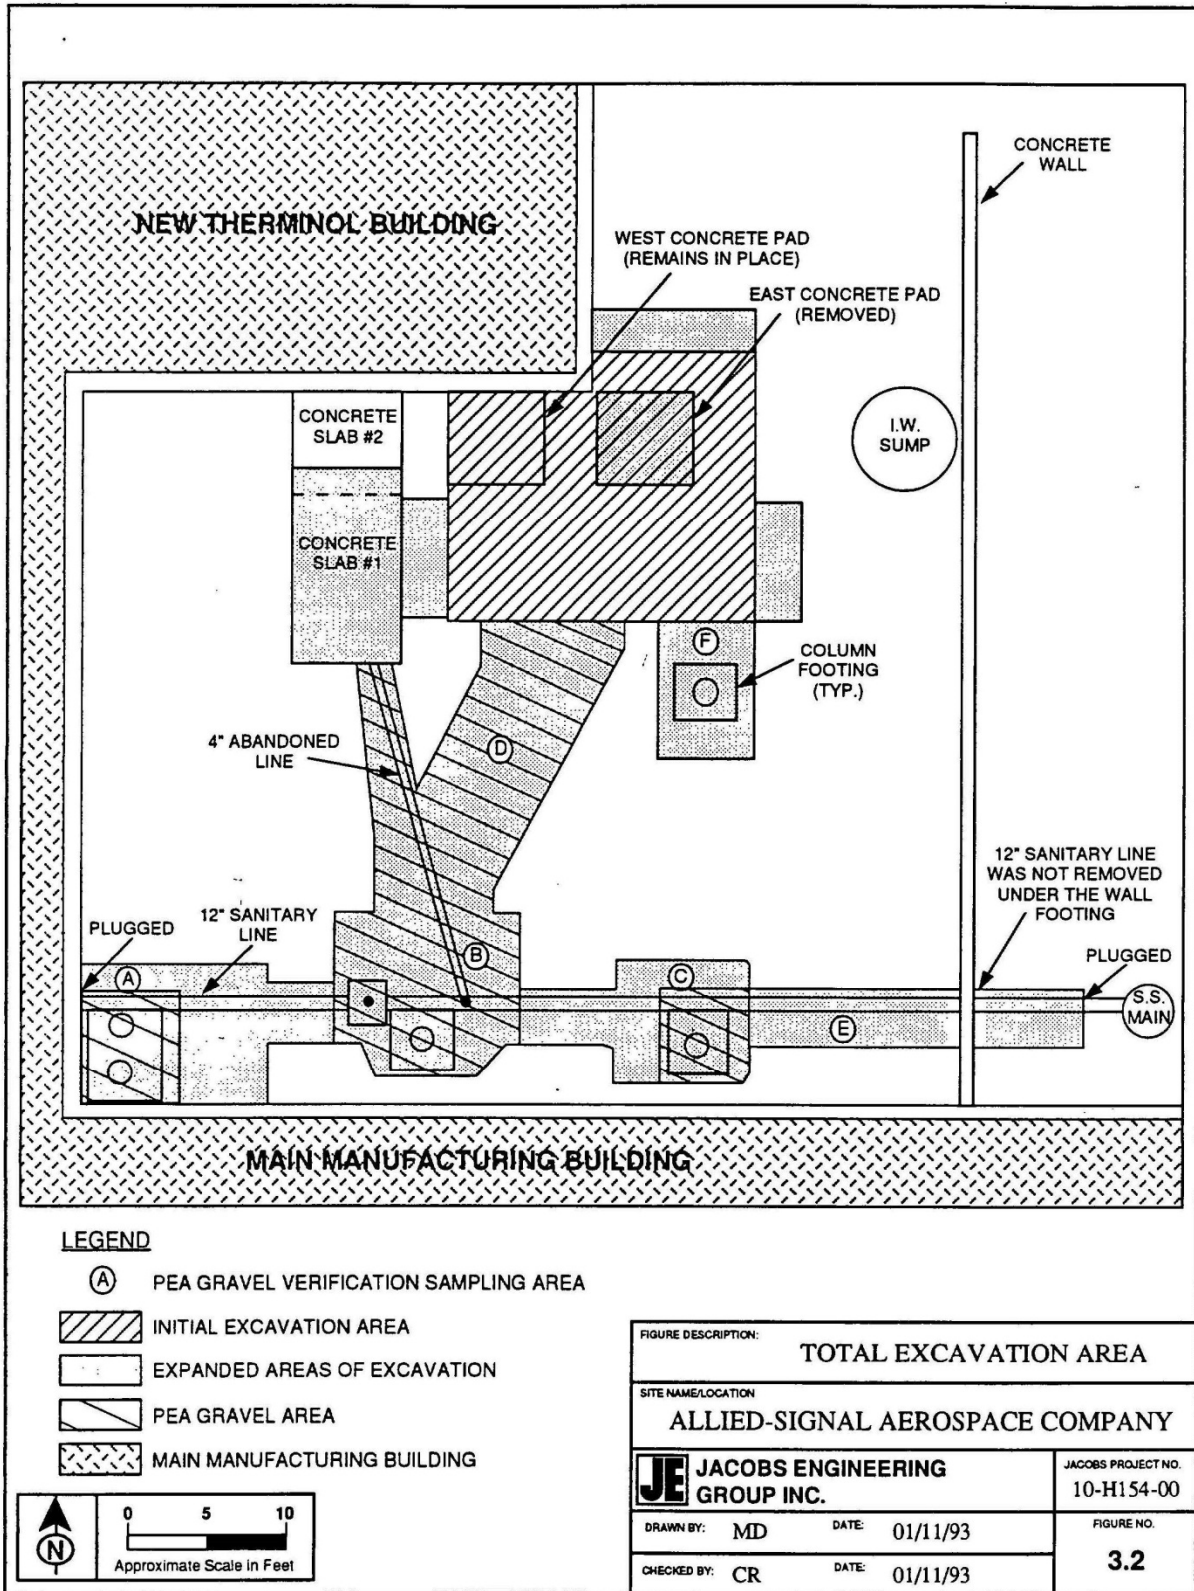 NEW THERMINOL BUILDING
CONCRETE
WALL
WEST CONCRETE PAD
(REMAINS IN PLACE)
EAST CONCRETE PAD
(REMOVED)
CONCRETE
SLAB #2
I.W.
SUMP
CONCRETE
SLAB #1
F
COLUMN
FOOTING
(TYP.)
4" ABANDONED
LINE
D
12" SANITARY LINE
WAS NOT REMOVED
UNDER THE WALL
FOOTING
PLUGGED
12" SANITARY
LINE
PLUGGED
A
B
C
E
S.S.
MAIN
MAIN MANUFACTURING BUILDING
LEGEND
A PEA GRAVEL VERIFICATION SAMPLING AREA
INITIAL EXCAVATION AREA
EXPANDED AREAS OF EXCAVATION
PEA GRAVEL AREA
MAIN MANUFACTURING BUILDING
N
0 5 10
Approximate Scale in Feet
FIGURE DESCRIPTION:
TOTAL EXCAVATION AREA
SITE NAME/LOCATION
ALLIED-SIGNAL AEROSPACE COMPANY
JE JACOBS ENGINEERING
GROUP INC.
JACOBS PROJECT NO.
10-H154-00
DRAWN BY: MD DATE: 01/11/93
CHECKED BY: CR DATE: 01/11/93
FIGURE NO.
3.2